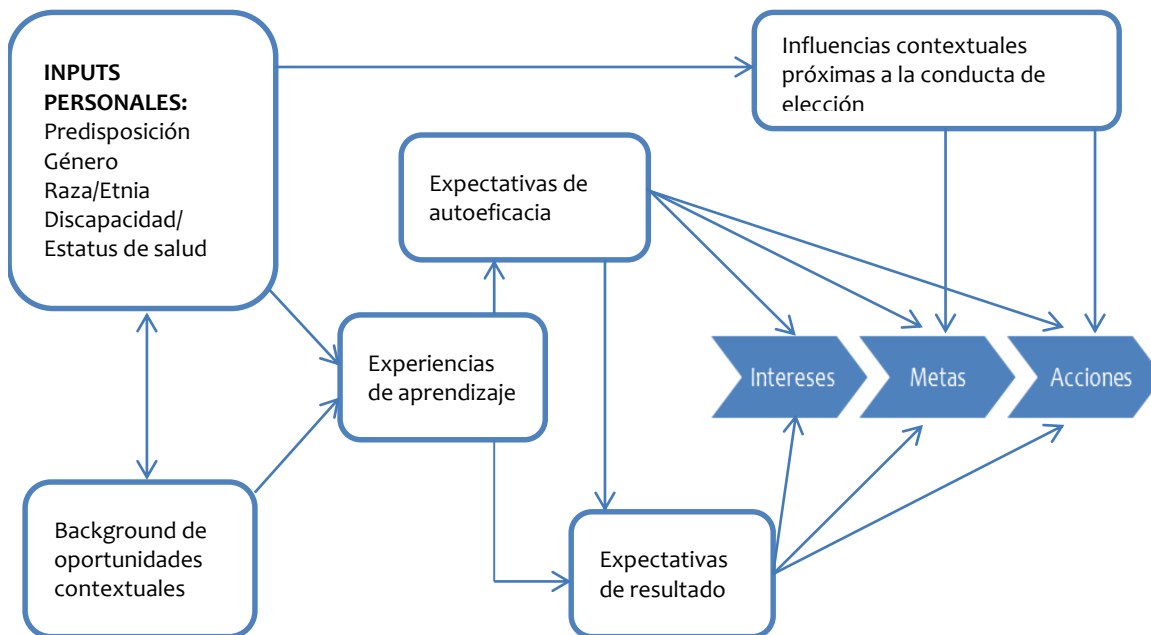 INPUTS
PERSONALES:
Predisposición
Género
Raza/Etnia
Discapacidad/
Estatus de salud
Influencias contextuales
próximas a la conducta de
elección
Expectativas de
autoeficacia
Experiencias
de aprendizaje
Intereses
Metas
Acciones
Background de
oportunidades
contextuales
Expectativas
de resultado